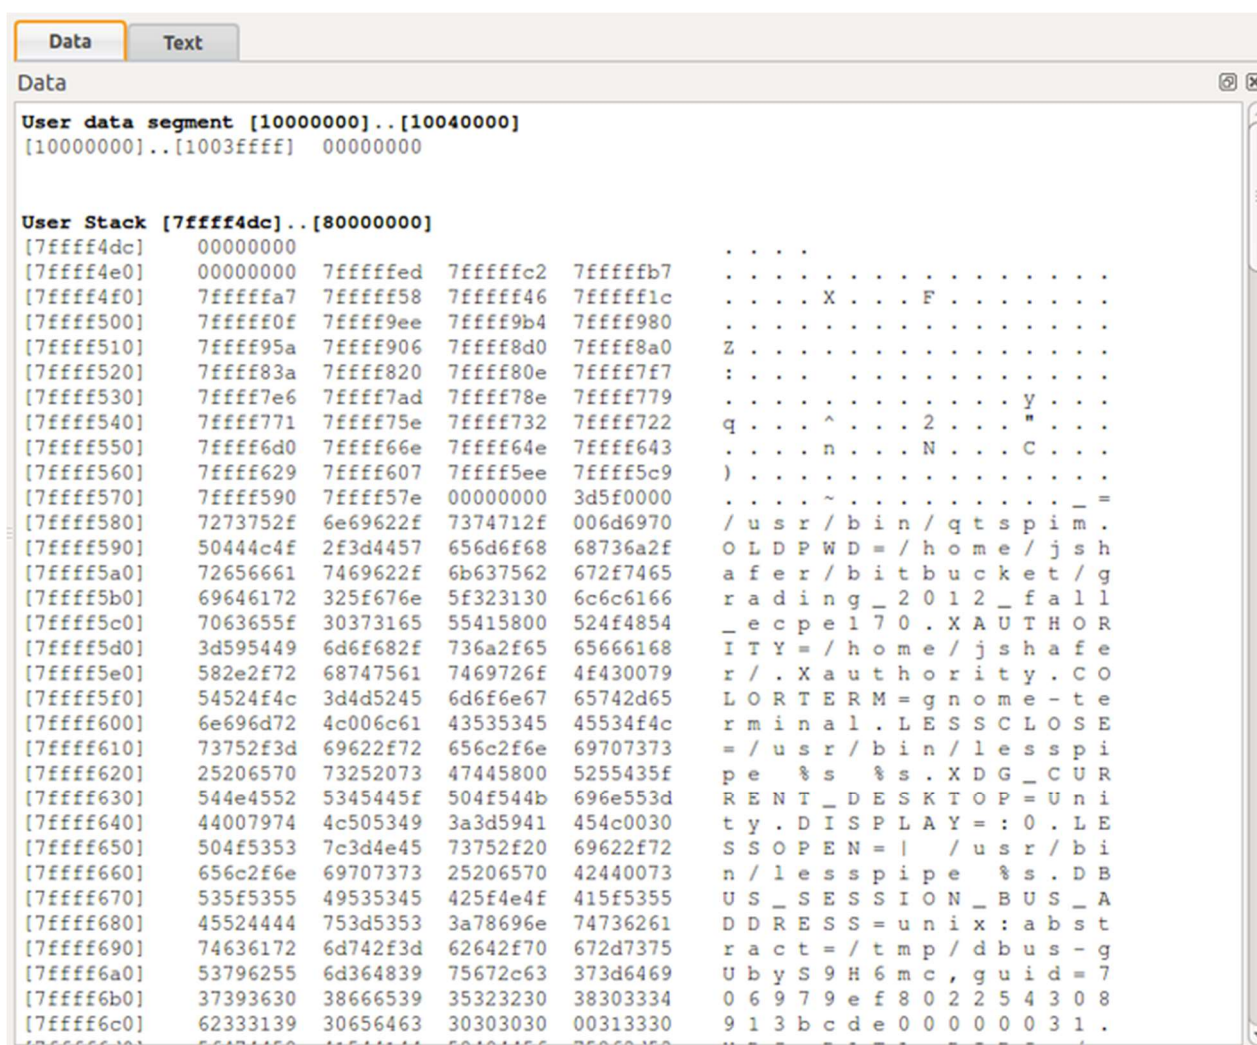 Data Text
Data
User data segment [10000000]..[10040000]
[10000000]..[1003ffff] 00000000
User Stack [7ffff4dc]..[80000000]
[7ffff4dc] 00000000 . . . .
[7ffff4e0] 00000000 7fffffed 7fffffc2 7fffffb7 . . . . . . . . . . . . . . . .
[7ffff4f0] 7fffffa7 7fffff58 7fffff46 7fffff1c . . . . X . . . F . . . . . . .
[7ffff500] 7fffff0f 7ffff9ee 7ffff9b4 7ffff980 . . . . . . . . . . . . . . . .
[7ffff510] 7ffff95a 7ffff906 7ffff8d0 7ffff8a0 Z . . . . . . . . . . . . . . .
[7ffff520] 7ffff83a 7ffff820 7ffff80e 7ffff7f7 : . . .   . . . . . . . . . . .
[7ffff530] 7ffff7e6 7ffff7ad 7ffff78e 7ffff779 . . . . . . . . . . . . y . . .
[7ffff540] 7ffff771 7ffff75e 7ffff732 7ffff722 q . . . ^ . . . 2 . . . " . . .
[7ffff550] 7ffff6d0 7ffff66e 7ffff64e 7ffff643 . . . . n . . . N . . . C . . .
[7ffff560] 7ffff629 7ffff607 7ffff5ee 7ffff5c9 ) . . . . . . . . . . . . . . .
[7ffff570] 7ffff590 7ffff57e 00000000 3d5f0000 . . . . ~ . . . . . . . . . _ =
[7ffff580] 7273752f 6e69622f 7374712f 006d6970 / u s r / b i n / q t s p i m .
[7ffff590] 50444c4f 2f3d4457 656d6f68 68736a2f O L D P W D = / h o m e / j s h
[7ffff5a0] 72656661 7469622f 6b637562 672f7465 a f e r / b i t b u c k e t / g
[7ffff5b0] 69646172 325f676e 5f323130 6c6c6166 r a d i n g _ 2 0 1 2 _ f a l l
[7ffff5c0] 7063655f 30373165 55415800 524f4854 _ e c p e 1 7 0 . X A U T H O R
[7ffff5d0] 3d595449 6d6f682f 736a2f65 65666168 I T Y = / h o m e / j s h a f e
[7ffff5e0] 582e2f72 68747561 7469726f 4f430079 r / . X a u t h o r i t y . C O
[7ffff5f0] 54524f4c 3d4d5245 6d6f6e67 65742d65 L O R T E R M = g n o m e - t e
[7ffff600] 6e696d72 4c006c61 43535345 45534f4c r m i n a l . L E S S C L O S E
[7ffff610] 73752f3d 69622f72 656c2f6e 69707373 = / u s r / b i n / l e s s p i
[7ffff620] 25206570 73252073 47445800 5255435f p e   % s   % s . X D G _ C U R
[7ffff630] 544e4552 5345445f 504f544b 696e553d R E N T _ D E S K T O P = U n i
[7ffff640] 44007974 4c505349 3a3d5941 454c0030 t y . D I S P L A Y = : 0 . L E
[7ffff650] 504f5353 7c3d4e45 73752f20 69622f72 S S O P E N = |   / u s r / b i
[7ffff660] 656c2f6e 69707373 25206570 42440073 n / l e s s p i p e   % s . D B
[7ffff670] 535f5355 49535345 425f4e4f 415f5355 U S _ S E S S I O N _ B U S _ A
[7ffff680] 45524444 753d5353 3a78696e 74736261 D D R E S S = u n i x : a b s t
[7ffff690] 74636172 6d742f3d 62642f70 672d7375 r a c t = / t m p / d b u s - g
[7ffff6a0] 53796255 6d364839 75672c63 373d6469 U b y S 9 H 6 m c , g u i d = 7
[7ffff6b0] 37393630 38666539 35323230 38303334 0 6 9 7 9 e f 8 0 2 2 5 4 3 0 8
[7ffff6c0] 62333139 30656463 30303030 00313330 9 1 3 b c d e 0 0 0 0 0 0 3 1 .